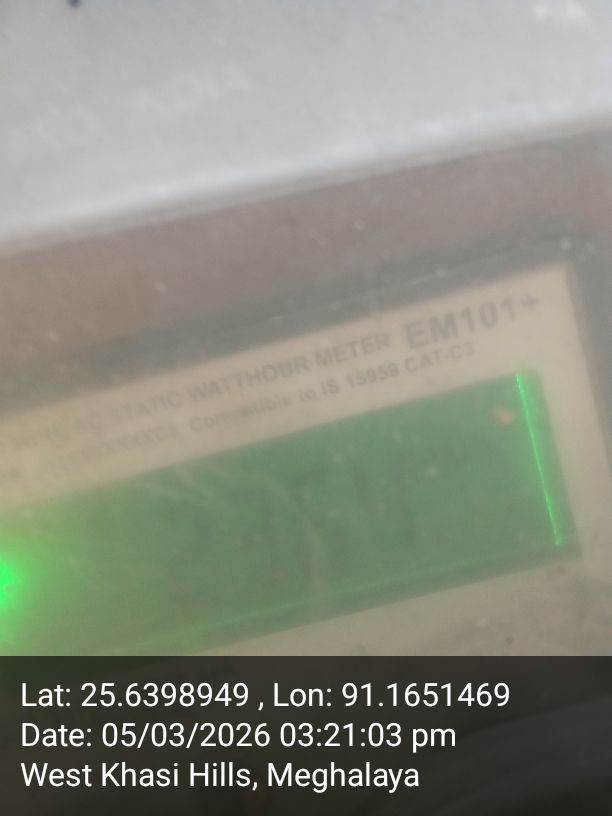 EM101+
AC STATIC WATTHOUR METER
Compatible to IS 15959 CAT-C3
Lat: 25.6398949 , Lon: 91.1651469
Date: 05/03/2026 03:21:03 pm
West Khasi Hills, Meghalaya